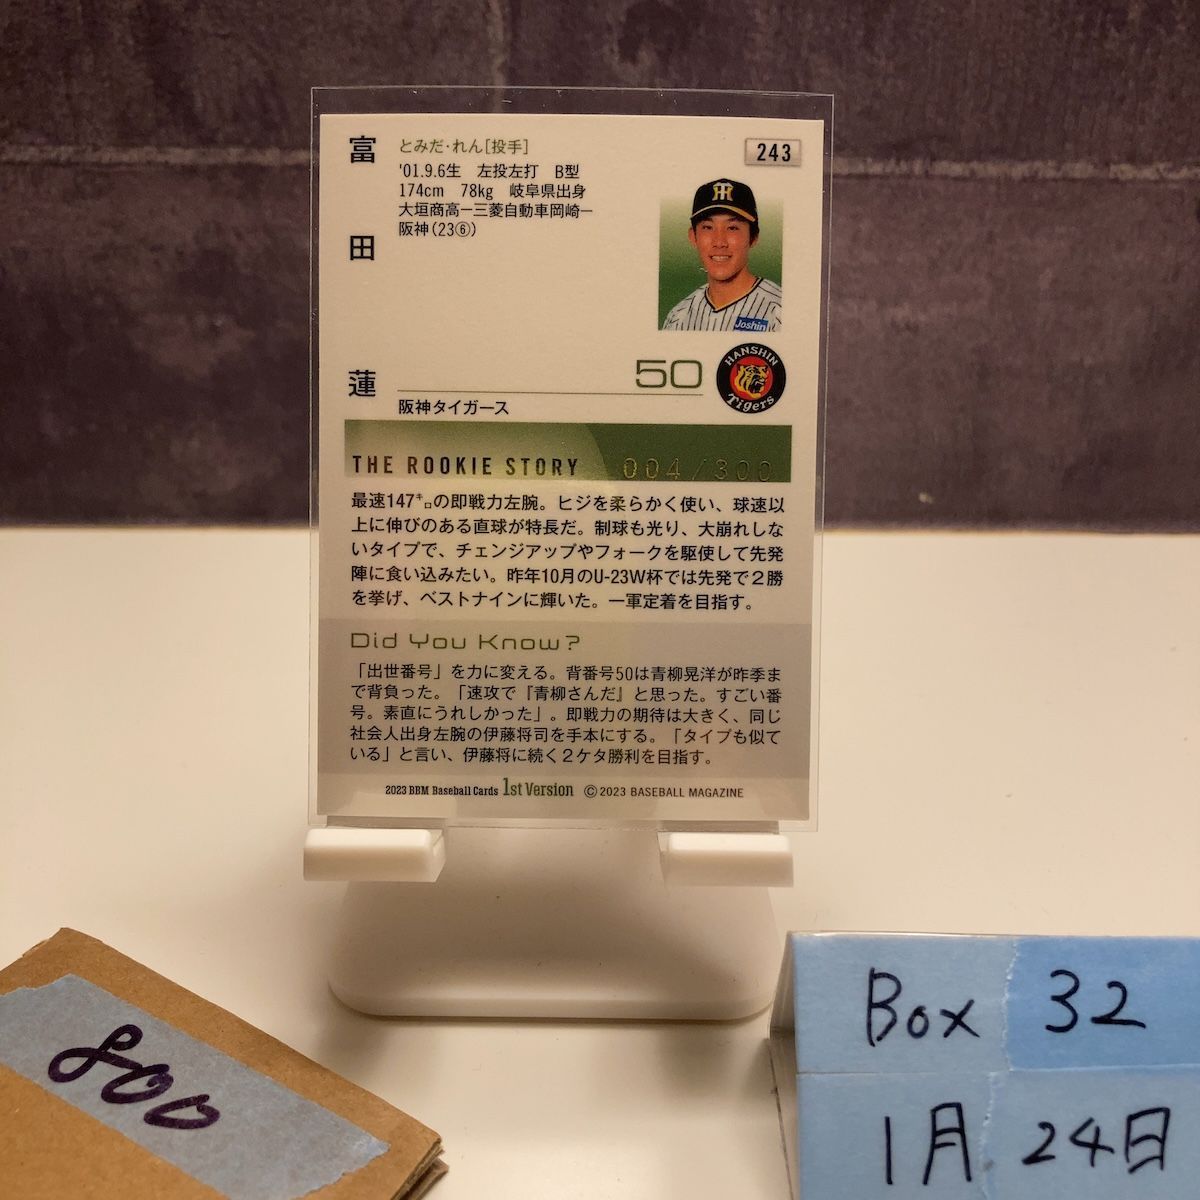 富田蓮
とみだ・れん[投手]
'01.9.6生 左投左打 B型
174cm 78kg 岐阜県出身
大垣商高ー三菱自動車岡崎ー
阪神(23⑥)
243
Joshin
50
HANSHIN
Tigers
阪神タイガース
THE ROOKIE STORY 004/300
最速147㌔の即戦力左腕。ヒジを柔らかく使い、球速以
上に伸びのある直球が特長だ。制球も光り、大崩れしな
いタイプで、チェンジアップやフォークを駆使して先発
陣に食い込みたい。昨年10月のU-23W杯では先発で2勝
を挙げ、ベストナインに輝いた。一軍定着を目指す。
Did You Know?
「出世番号」を力に変える。背番号50は青柳晃洋が昨季ま
で背負った。「速攻で『青柳さんだ』と思った。すごい番
号。素直にうれしかった」。即戦力の期待は大きく、同じ
社会人出身左腕の伊藤将司を手本にする。「タイプも似て
いる」と言い、伊藤将に続く2ケタ勝利を目指す。
2023 BBM Baseball Cards 1st Version ©2023 BASEBALL MAGAZINE
800
Box 32
1月24日